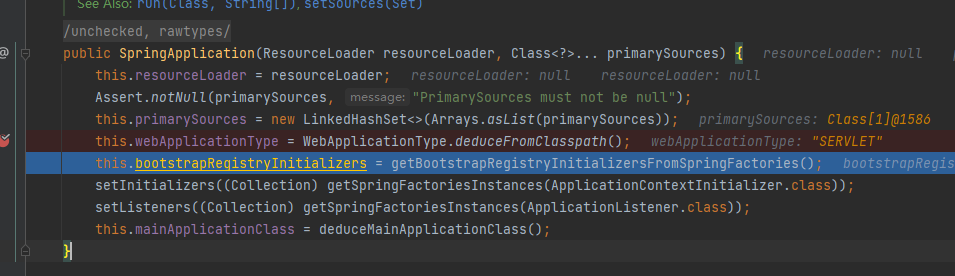 See Also: run(Class, String[]), setSources(Set)
/unchecked, rawtypes/
public SpringApplication(ResourceLoader resourceLoader, Class<?>... primarySources) { resourceLoader: null
this.resourceLoader = resourceLoader; resourceLoader: null resourceLoader: null
Assert.notNull(primarySources, message: "PrimarySources must not be null");
this.primarySources = new LinkedHashSet<>(Arrays.asList(primarySources)); primarySources: Class[1]@1586
this.webApplicationType = WebApplicationType.deduceFromClasspath(); webApplicationType: "SERVLET"
this.bootstrapRegistryInitializers = getBootstrapRegistryInitializersFromSpringFactories(); bootstrapRegis
setInitializers((Collection) getSpringFactoriesInstances(ApplicationContextInitializer.class));
setListeners((Collection) getSpringFactoriesInstances(ApplicationListener.class));
this.mainApplicationClass = deduceMainApplicationClass();
}